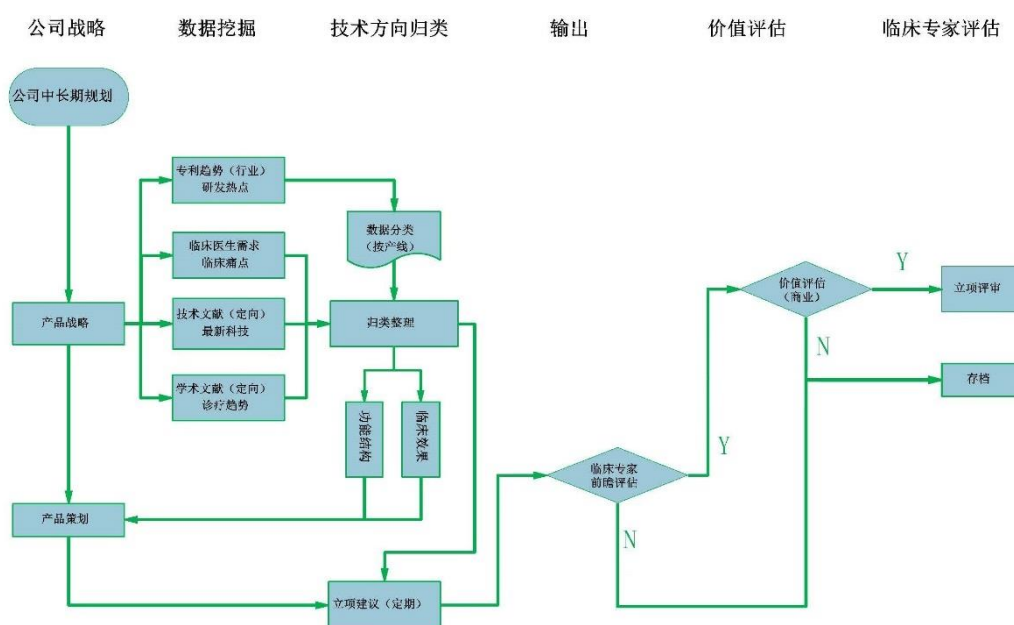 公司战略
数据挖掘
技术方向归类
输出
价值评估
临床专家评估
公司中长期规划
专利趋势（行业）
研发热点
数据分类
（按产线）
临床医生需求
临床痛点
价值评估
（商业）
Y
立项评审
产品战略
技术文献（定向）
最新科技
归类整理
N
学术文献（定向）
诊疗趋势
存档
功能结构
临床效果
Y
临床专家
前瞻评估
产品策划
N
立项建议（定期）